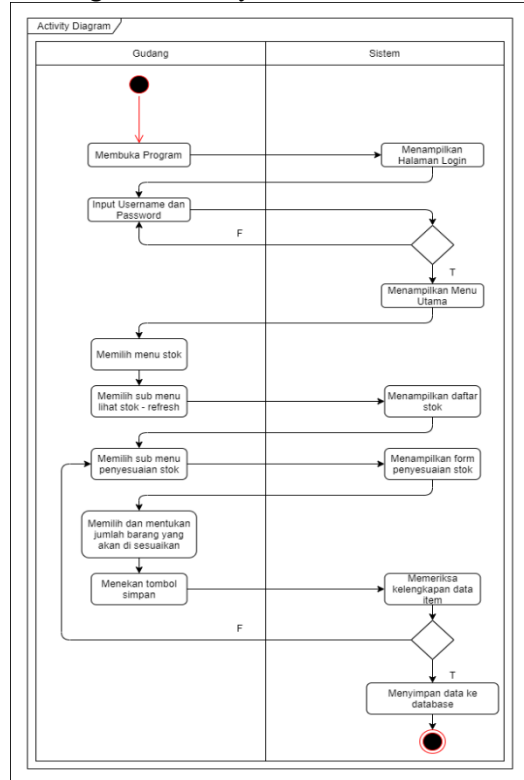 Activity Diagram
Gudang
Sistem
Membuka Program
Menampilkan
Halaman Login
Input Username dan
Password
F
T
Menampilkan Menu
Utama
Memilih menu stok
Memilih sub menu
lihat stok - refresh
Menampilkan daftar
stok
Memilih sub menu
penyesuaian stok
Menampilkan form
penyesuaian stok
Memilih dan mentukan
jumlah barang yang
akan di sesuaikan
Menekan tombol
simpan
Memeriksa
kelengkapan data
item
F
T
Menyimpan data ke
database